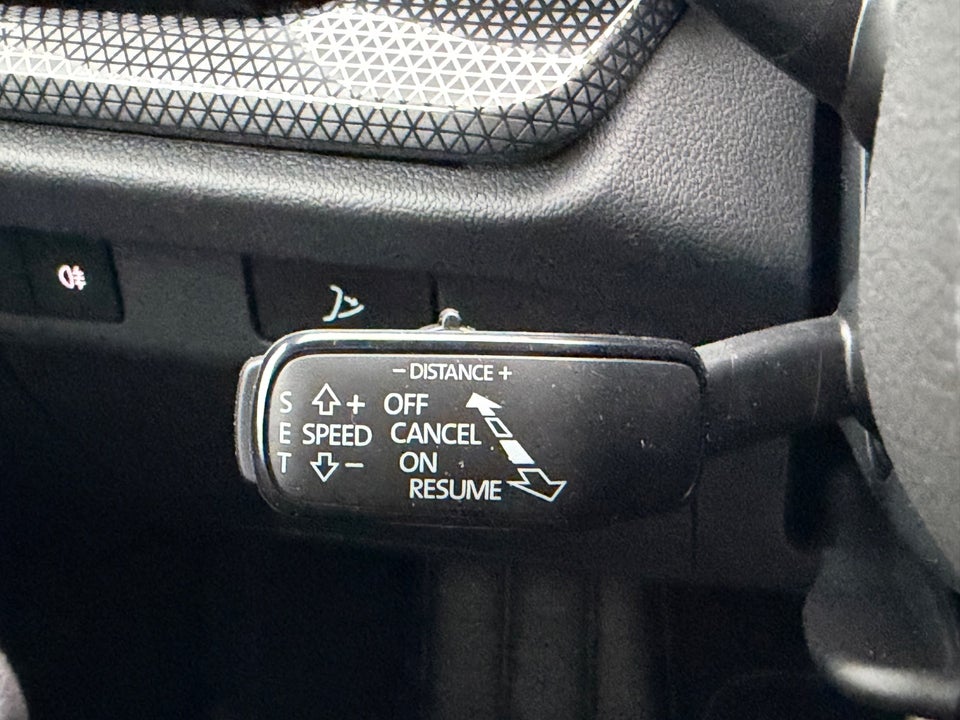 - DISTANCE +
S + OFF
E SPEED CANCEL
T - ON
RESUME